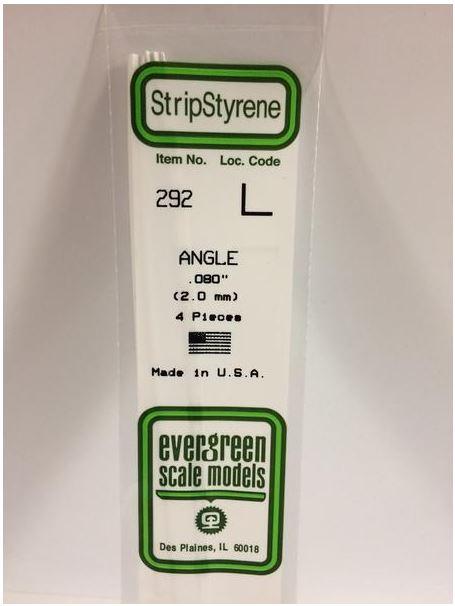 StripStyrene
Item No. Loc. Code
292 L
ANGLE
.080"
(2.0 mm)
4 Pieces
Made in U.S.A.
evergreen
scale models
Des Plaines, IL 60018